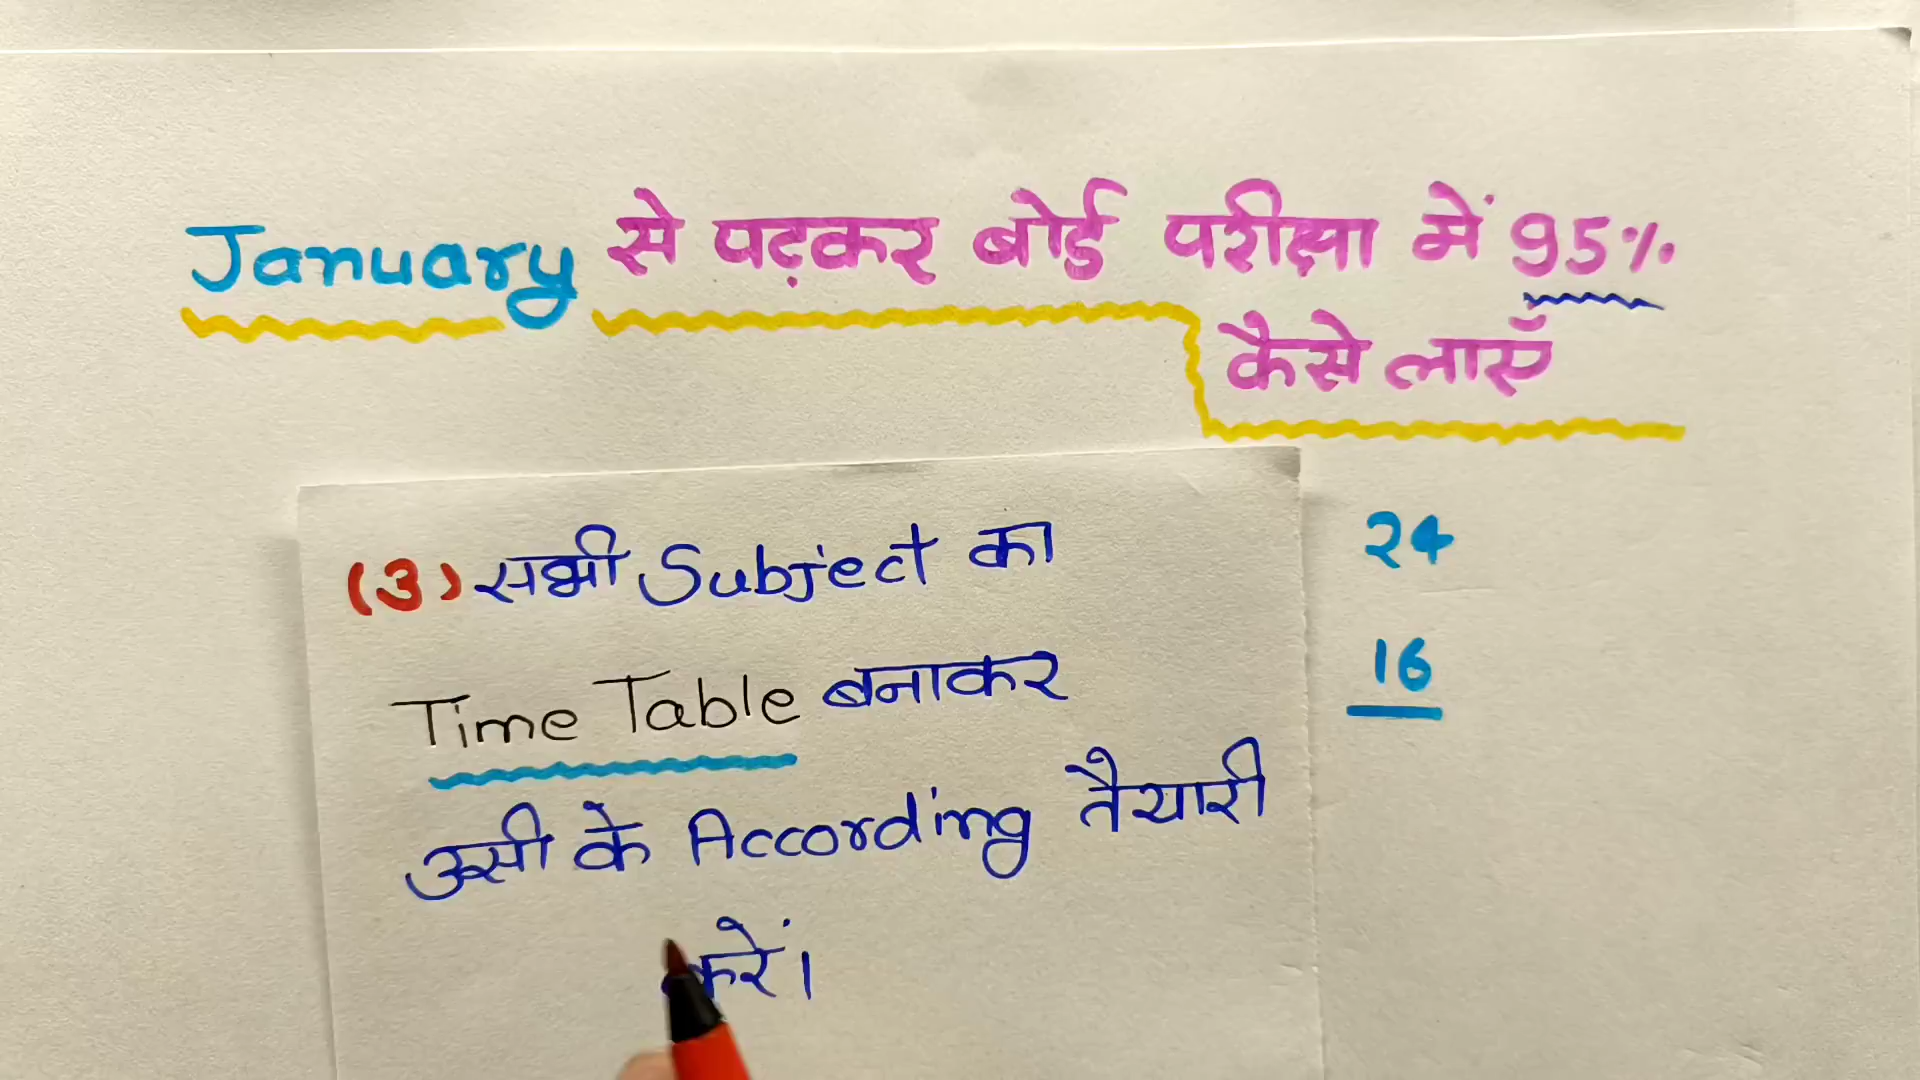 January से पढ़कर बोर्ड परीक्षा में 95%
कैसे लाएँ
(3) सभी Subject का
Time Table बनाकर
उसी के According तैयारी
करें।
24
16